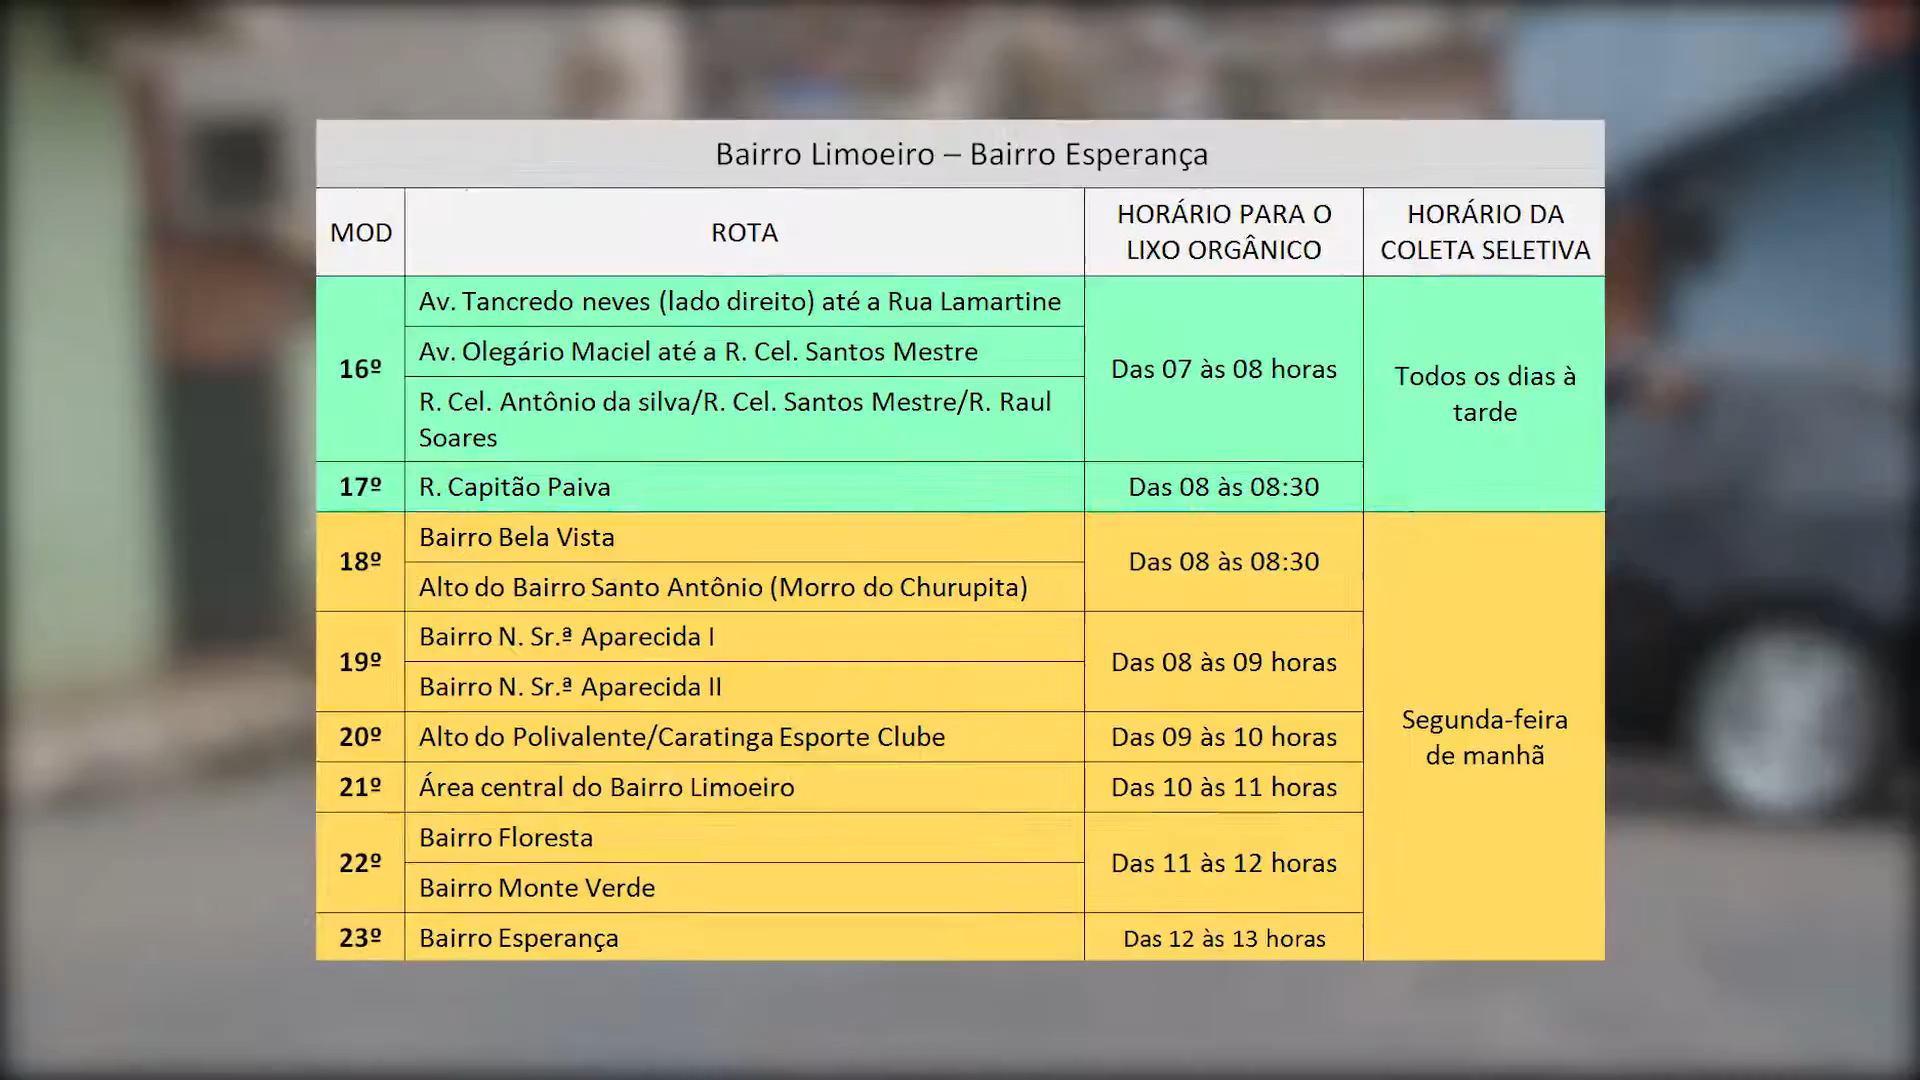 Bairro Limoeiro – Bairro Esperança
MOD
ROTA
HORÁRIO PARA O
LIXO ORGÂNICO
HORÁRIO DA
COLETA SELETIVA
16º
Av. Tancredo neves (lado direito) até a Rua Lamartine
Av. Olegário Maciel até a R. Cel. Santos Mestre
R. Cel. Antônio da silva/R. Cel. Santos Mestre/R. Raul
Soares
Das 07 às 08 horas
Todos os dias à
tarde
17º
R. Capitão Paiva
Das 08 às 08:30
18º
Bairro Bela Vista
Alto do Bairro Santo Antônio (Morro do Churupita)
Das 08 às 08:30
Segunda-feira
de manhã
19º
Bairro N. Sr.ª Aparecida I
Bairro N. Sr.ª Aparecida II
Das 08 às 09 horas
20º
Alto do Polivalente/Caratinga Esporte Clube
Das 09 às 10 horas
21º
Área central do Bairro Limoeiro
Das 10 às 11 horas
22º
Bairro Floresta
Bairro Monte Verde
Das 11 às 12 horas
23º
Bairro Esperança
Das 12 às 13 horas